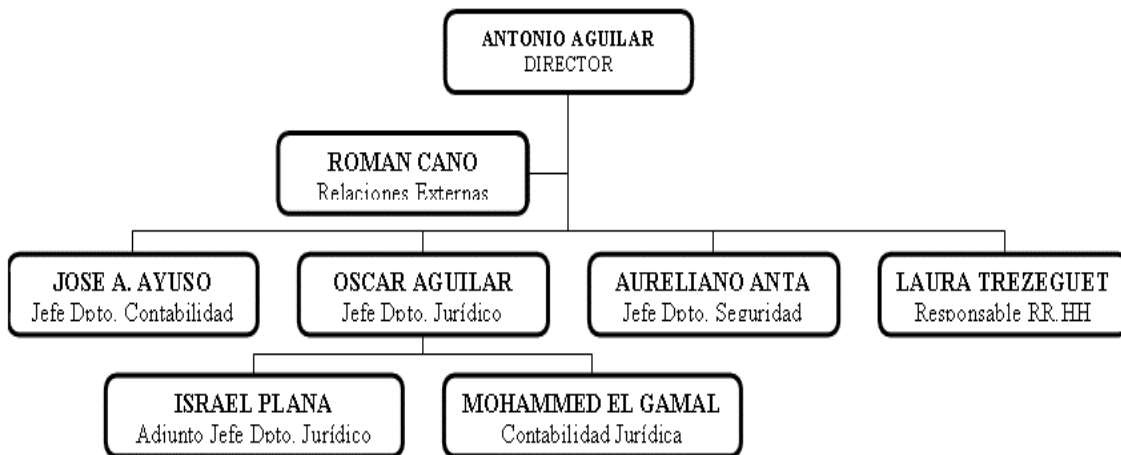 ANTONIO AGUILAR
DIRECTOR
ROMAN CANO
Relaciones Externas
JOSE A. AYUSO
Jefe Dpto. Contabilidad
OSCAR AGUILAR
Jefe Dpto. Jurídico
AURELIANO ANTA
Jefe Dpto. Seguridad
LAURA TREZEGUET
Responsable RR.HH
ISRAEL PLANA
Adjunto Jefe Dpto. Jurídico
MOHAMMED EL GAMAL
Contabilidad Jurídica